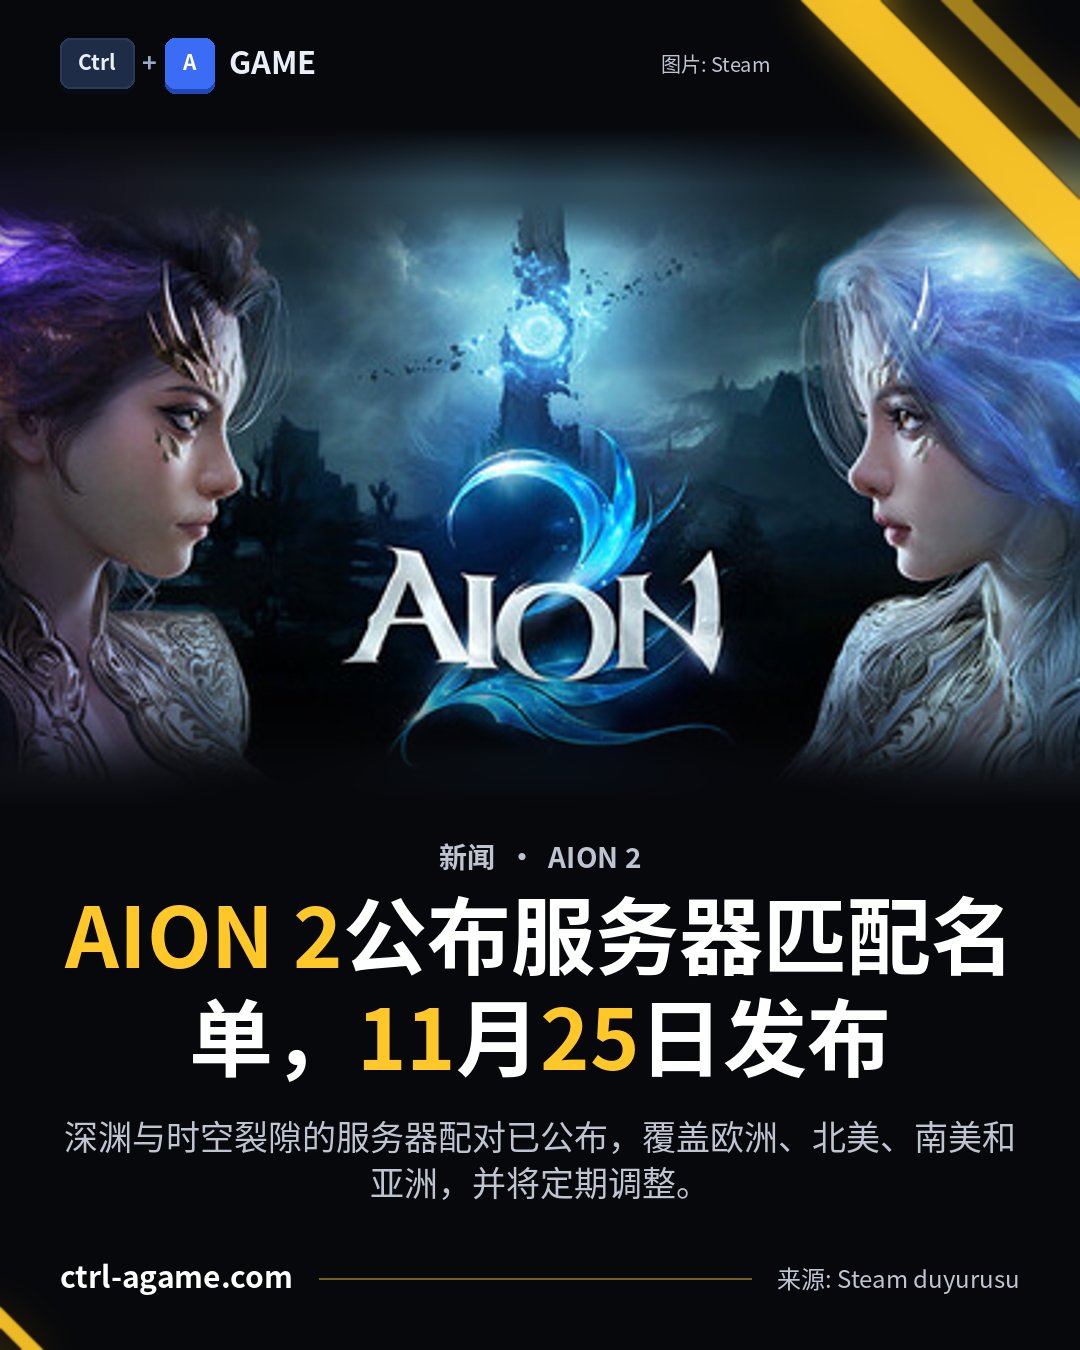 Ctrl + A GAME
图片: Steam
AION 2
新闻 • AION 2
AION 2公布服务器匹配名
单，11月25日发布
深渊与时空裂隙的服务器配对已公布，覆盖欧洲、北美、南美和
亚洲，并将定期调整。
ctrl-agame.com
来源: Steam duyurusu